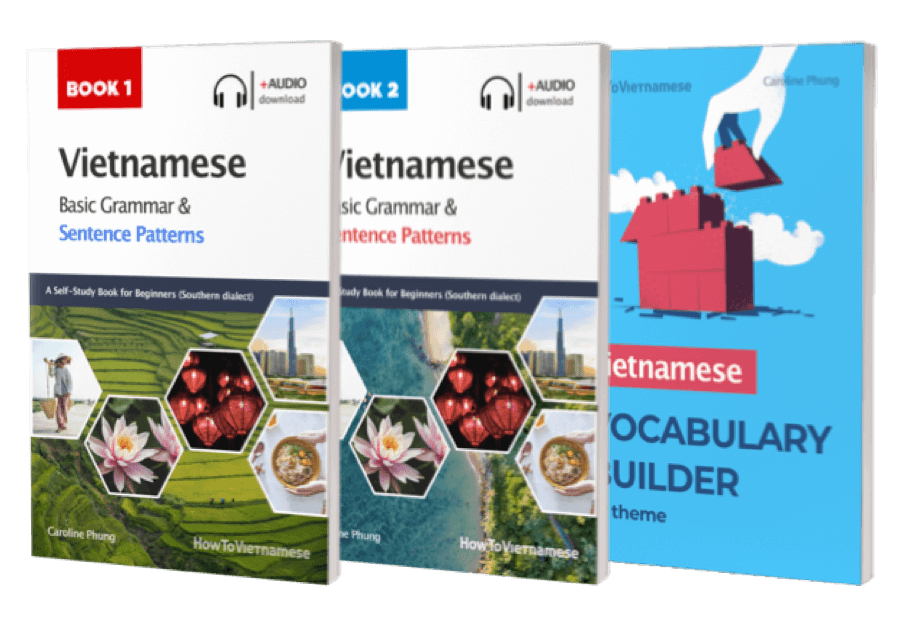 BOOK 1
+AUDIO
download
Vietnamese
Basic Grammar &
Sentence Patterns
A Self-Study Book for Beginners (Southern dialect)
Caroline Phung
HowToVietnamese
OOK 2
+AUDIO
download
Vietnamese
sic Grammar &
entence Patterns
tudy Book for Beginners (Southern dialect)
ne Phung
HowToVietnamese
oVietnamese
Caroline Phung
ietnamese
VOCABULARY
BUILDER
theme